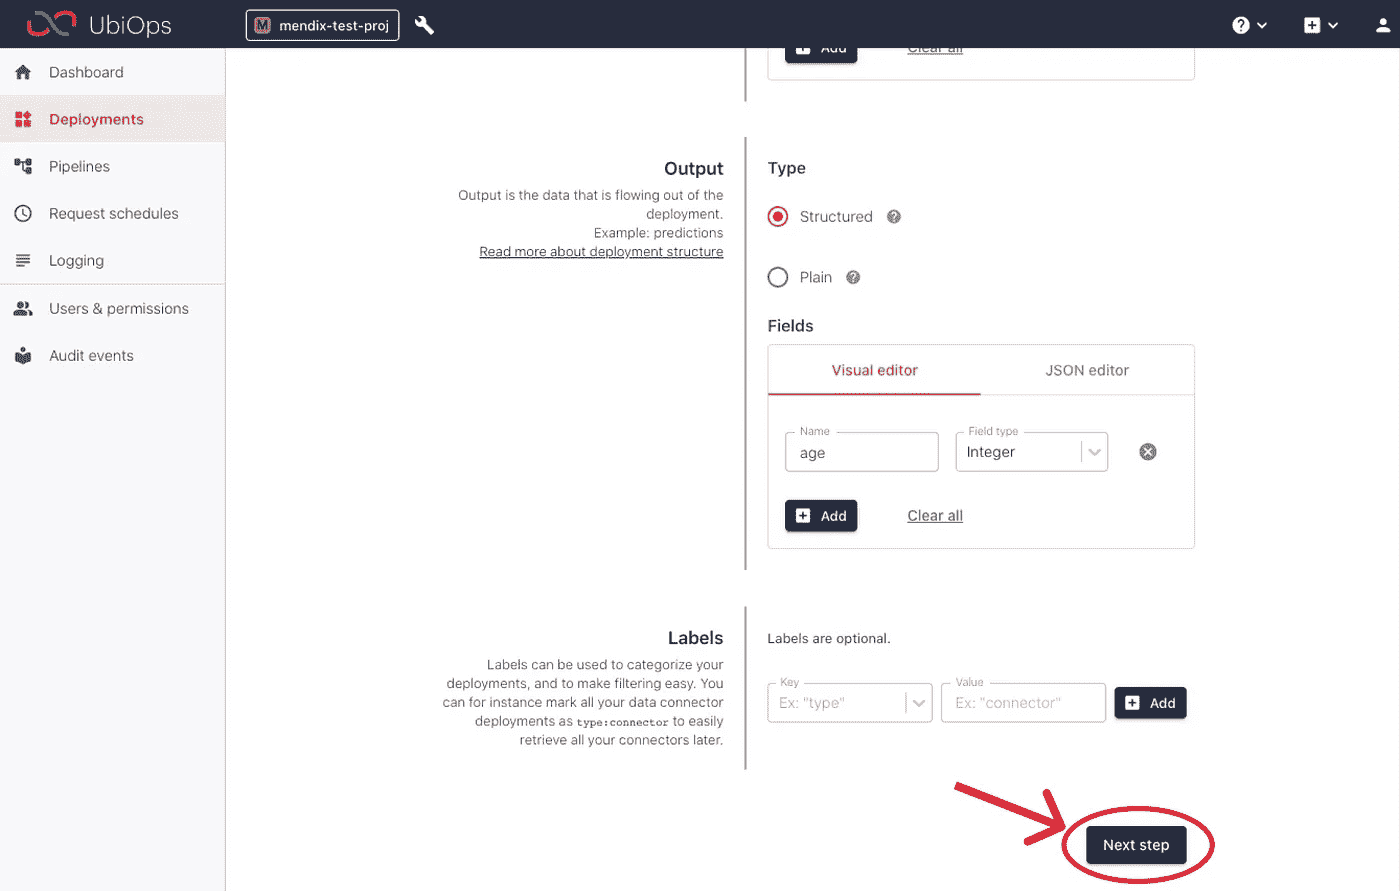 UbiOps
M mendix-test-proj
Dashboard
Deployments
Pipelines
Request schedules
Logging
Users & permissions
Audit events
Add Clear all
Output
Output is the data that is flowing out of the
deployment.
Example: predictions
Read more about deployment structure
Type
Structured
Plain
Fields
Visual editor JSON editor
Name Field type
age Integer
Add Clear all
Labels
Labels can be used to categorize your
deployments, and to make filtering easy. You
can for instance mark all your data connector
deployments as type:connector to easily
retrieve all your connectors later.
Labels are optional.
Key Value
Ex: "type" Ex: "connector" Add
Next step